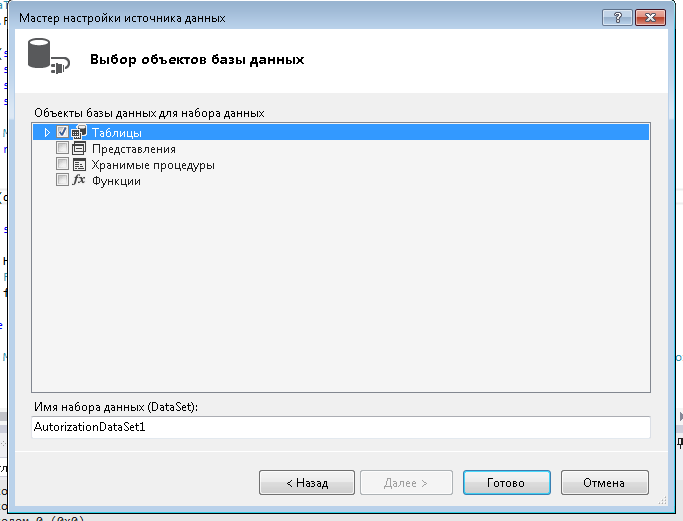 Мастер настройки источника данных
Выбор объектов базы данных
Объекты базы данных для набора данных
Таблицы
Представления
Хранимые процедуры
fx Функции
Имя набора данных (DataSet):
AutorizationDataSet1
< Назад Далее > Готово Отмена